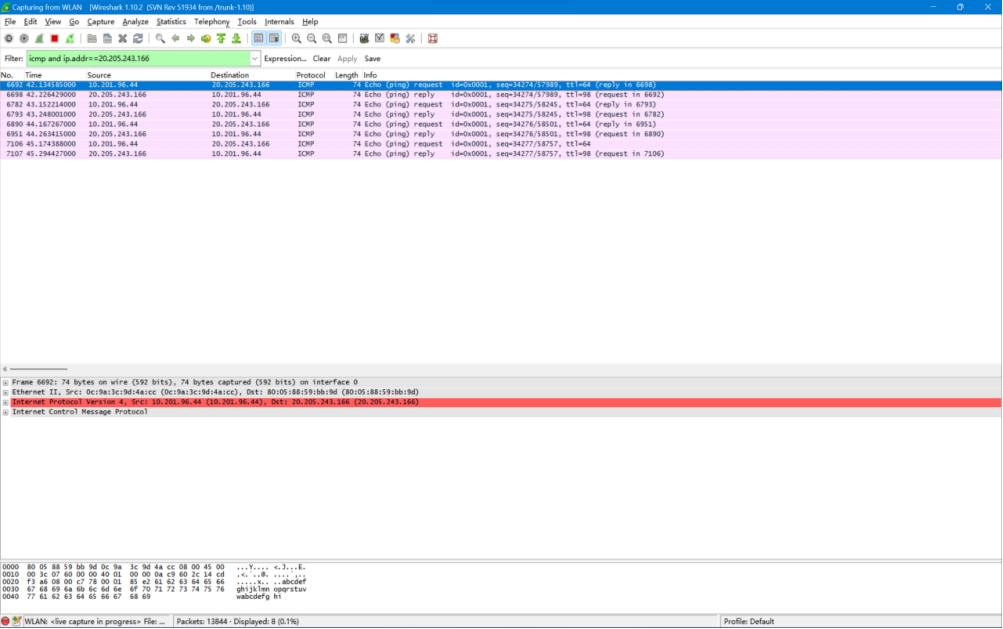 Capturing from WLAN [Wireshark 1.10.2 (SVN Rev 51934 from /trunk-1.10)]
File Edit View Go Capture Analyze Statistics Telephony Tools Internals Help
Filter: icmp and ip.addr==20.205.243.166 Expression... Clear Apply Save
No. Time Source Destination Protocol Length Info
6692 42.134585000 10.201.96.44 20.205.243.166 ICMP 74 Echo (ping) request id=0x0001, seq=34274/57989, ttl=64 (reply in 6698)
6698 42.226429000 20.205.243.166 10.201.96.44 ICMP 74 Echo (ping) reply id=0x0001, seq=34274/57989, ttl=98 (request in 6692)
6782 43.152214000 10.201.96.44 20.205.243.166 ICMP 74 Echo (ping) request id=0x0001, seq=34275/58245, ttl=64 (reply in 6793)
6793 43.248001000 20.205.243.166 10.201.96.44 ICMP 74 Echo (ping) reply id=0x0001, seq=34275/58245, ttl=98 (request in 6782)
6890 44.167267000 10.201.96.44 20.205.243.166 ICMP 74 Echo (ping) request id=0x0001, seq=34276/58501, ttl=64 (reply in 6951)
6951 44.263415000 20.205.243.166 10.201.96.44 ICMP 74 Echo (ping) reply id=0x0001, seq=34276/58501, ttl=98 (request in 6890)
7106 45.174388000 10.201.96.44 20.205.243.166 ICMP 74 Echo (ping) request id=0x0001, seq=34277/58757, ttl=64
7107 45.294427000 20.205.243.166 10.201.96.44 ICMP 74 Echo (ping) reply id=0x0001, seq=34277/58757, ttl=98 (request in 7106)
Frame 6692: 74 bytes on wire (592 bits), 74 bytes captured (592 bits) on interface 0
Ethernet II, Src: 0c:9a:3c:9d:4a:cc (0c:9a:3c:9d:4a:cc), Dst: 80:05:88:59:bb:9d (80:05:88:59:bb:9d)
Internet Protocol Version 4, Src: 10.201.96.44 (10.201.96.44), Dst: 20.205.243.166 (20.205.243.166)
Internet Control Message Protocol
0000 80 05 88 59 bb 9d 0c 9a 3c 9d 4a cc 08 00 45 00 ...Y.... <.J...E.
0010 00 3c 07 60 00 00 40 01 00 00 0a c9 60 2c 14 cd .<.`..@. ....`,..
0020 f3 a6 08 00 c7 78 00 01 85 e2 61 62 63 64 65 66 .....x.. ..abcdef
0030 67 68 69 6a 6b 6c 6d 6e 6f 70 71 72 73 74 75 76 ghijklmn opqrstuv
0040 77 61 62 63 64 65 66 67 68 69 wabcdefg hi
WLAN: <live capture in progress> File: ... Packets: 13844 · Displayed: 8 (0.1%) Profile: Default